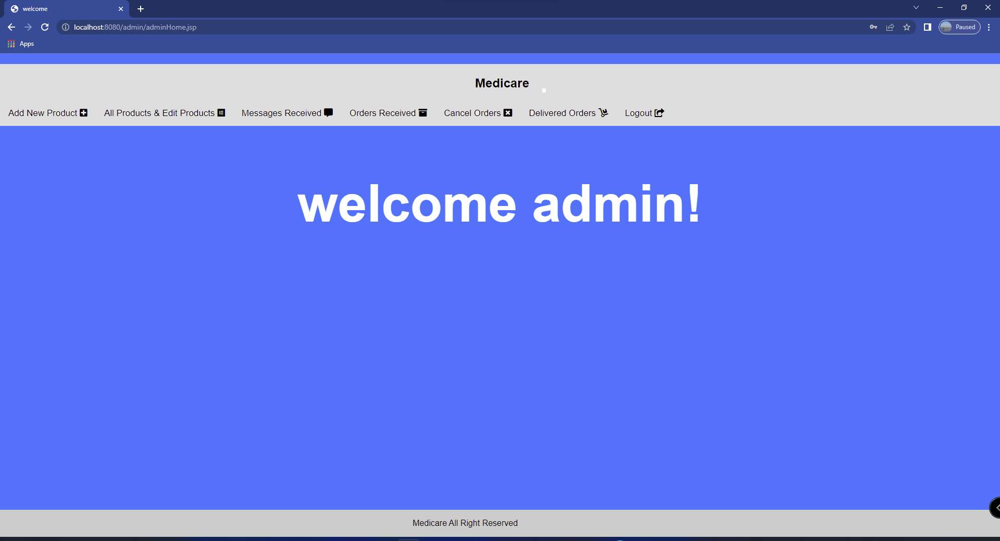 welcome
localhost:8080/admin/adminHome.jsp
Paused
Apps
Medicare
Add New Product All Products & Edit Products Messages Received Orders Received Cancel Orders Delivered Orders Logout
welcome admin!
Medicare All Right Reserved